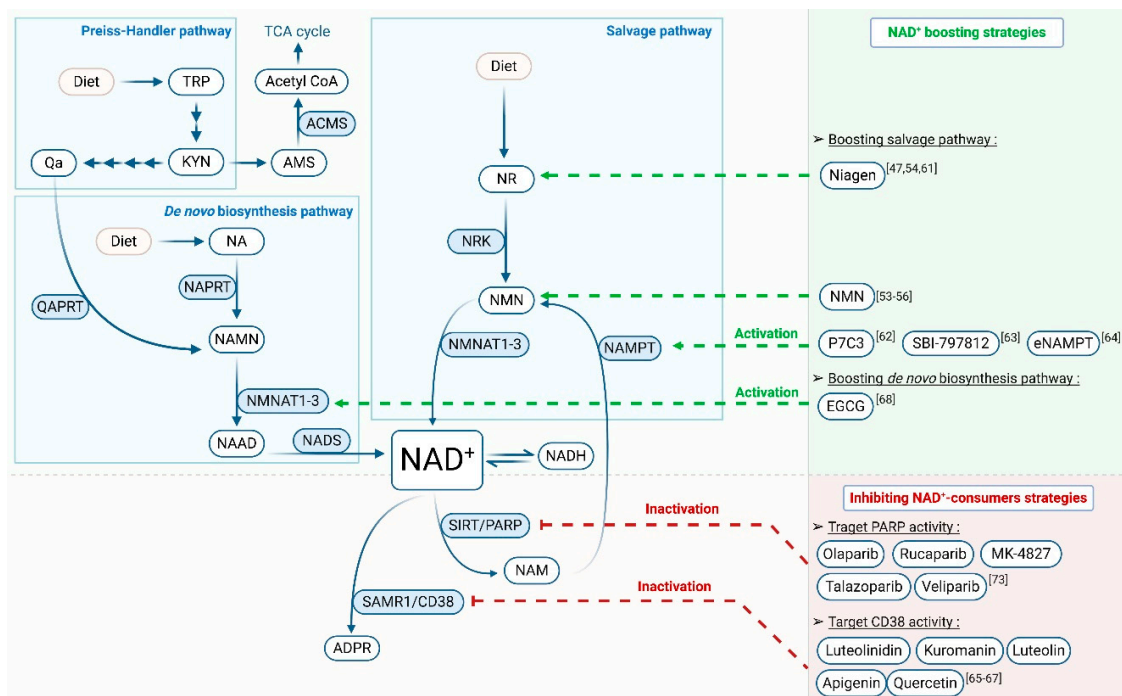 Preiss-Handler pathway
TCA cycle
Salvage pathway
NAD⁺ boosting strategies
Diet
TRP
Acetyl CoA
Diet
ACMS
➢ Boosting salvage pathway :
Qa
KYN
AMS
NR
Niagen [47,54,61]
De novo biosynthesis pathway
Diet
NA
NRK
QAPRT
NAPRT
NMN
NMN [53-56]
NAMN
NMNAT1-3
NAMPT
Activation
P7C3 [62] SBI-797812 [63] eNAMPT [64]
➢ Boosting de novo biosynthesis pathway :
NMNAT1-3
Activation
EGCG [68]
NAAD
NADS
NAD⁺
NADH
Inhibiting NAD⁺-consumers strategies
Inactivation
SIRT/PARP
➢ Traget PARP activity :
Olaparib Rucaparib MK-4827
NAM
Talazoparib Veliparib [73]
Inactivation
SAMR1/CD38
➢ Target CD38 activity :
ADPR
Luteolinidin Kuromanin Luteolin
Apigenin Quercetin [65-67]